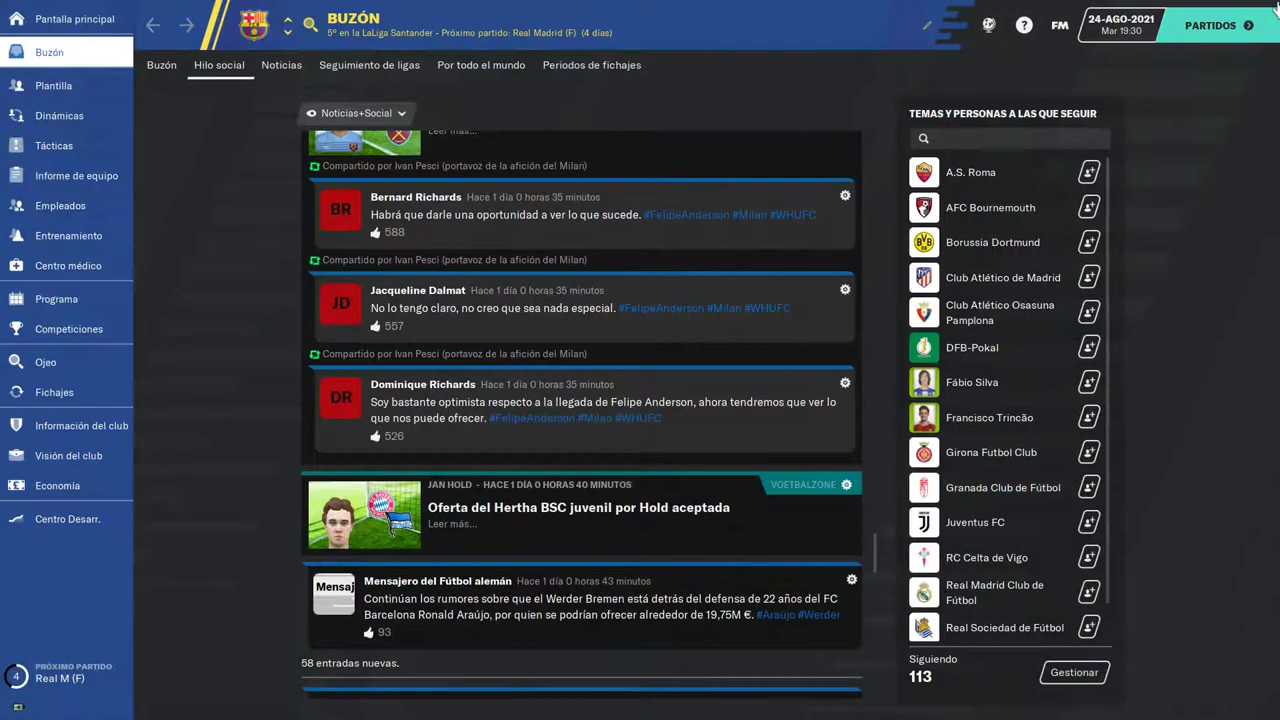 Pantalla principal
BUZÓN
5º en la LaLiga Santander - Próximo partido: Real Madrid (F) (4 días)
FM
24-AGO-2021
Mar 19:30
PARTIDOS
Buzón
Plantilla
Dinámicas
Tácticas
Informe de equipo
Empleados
Entrenamiento
Centro médico
Programa
Competiciones
Ojeo
Fichajes
Información del club
Visión del club
Economía
Centro Desarr.
4
PRÓXIMO PARTIDO
Real M (F)
Buzón
Hilo social
Noticias
Seguimiento de ligas
Por todo el mundo
Periodos de fichajes
Noticias+Social
Leer más...
Compartido por Ivan Pesci (portavoz de la afición del Milan)
BR
Bernard Richards Hace 1 día 0 horas 35 minutos
Habrá que darle una oportunidad a ver lo que sucede. #FelipeAnderson #Milan #WHUFC
588
Compartido por Ivan Pesci (portavoz de la afición del Milan)
JD
Jacqueline Dalmat Hace 1 día 0 horas 35 minutos
No lo tengo claro, no creo que sea nada especial. #FelipeAnderson #Milan #WHUFC
557
Compartido por Ivan Pesci (portavoz de la afición del Milan)
DR
Dominique Richards Hace 1 día 0 horas 35 minutos
Soy bastante optimista respecto a la llegada de Felipe Anderson, ahora tendremos que ver lo
que nos puede ofrecer. #FelipeAnderson #Milan #WHUFC
526
JAN HOLD - HACE 1 DÍA 0 HORAS 40 MINUTOS
VOETBALZONE
Oferta del Hertha BSC juvenil por Hold aceptada
Leer más...
Mensaj
Mensajero del Fútbol alemán Hace 1 día 0 horas 43 minutos
Continúan los rumores sobre que el Werder Bremen está detrás del defensa de 22 años del FC
Barcelona Ronald Araújo, por quien se podrían ofrecer alrededor de 19,75M €. #Araújo #Werder
93
58 entradas nuevas.
TEMAS Y PERSONAS A LAS QUE SEGUIR
A.S. Roma
AFC Bournemouth
Borussia Dortmund
Club Atlético de Madrid
Club Atlético Osasuna
Pamplona
DFB-Pokal
Fábio Silva
Francisco Trincão
Girona Futbol Club
Granada Club de Fútbol
Juventus FC
RC Celta de Vigo
Real Madrid Club de
Fútbol
Real Sociedad de Fútbol
Siguiendo
113
Gestionar